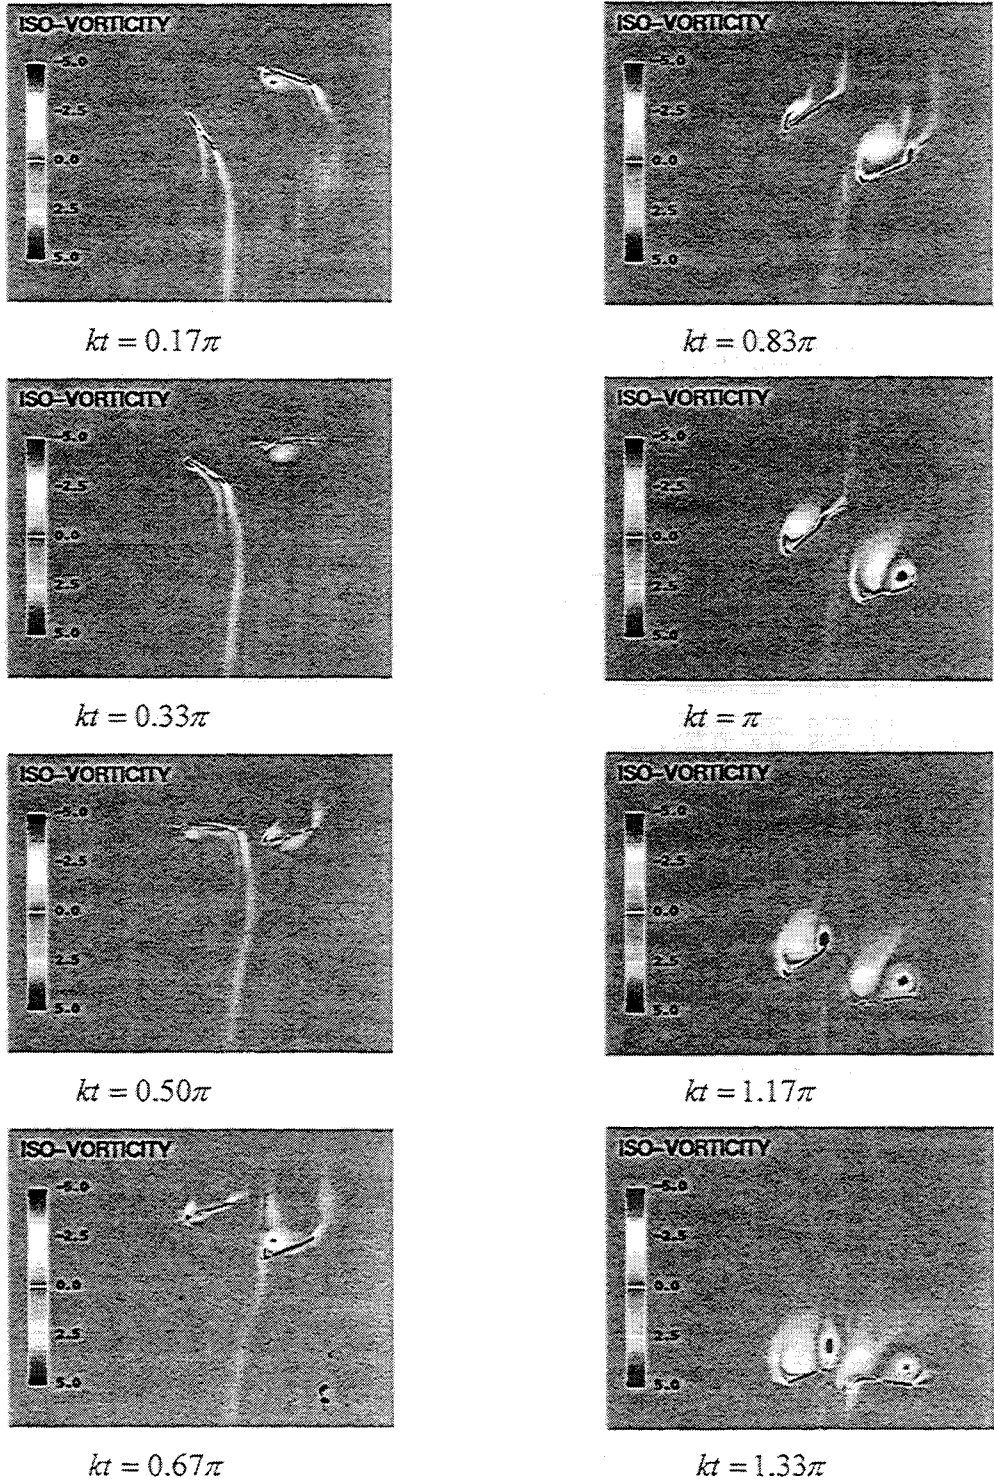 ISO-VORTICITY
-5.0
-2.5
0.0
2.5
5.0
kt = 0.17π
ISO-VORTICITY
-5.0
-2.5
0.0
2.5
5.0
kt = 0.83π
ISO-VORTICITY
-5.0
-2.5
0.0
2.5
5.0
kt = 0.33π
ISO-VORTICITY
-5.0
-2.5
0.0
2.5
5.0
kt = π
ISO-VORTICITY
-5.0
-2.5
0.0
2.5
5.0
kt = 0.50π
ISO-VORTICITY
-5.0
-2.5
0.0
2.5
5.0
kt = 1.17π
ISO-VORTICITY
-5.0
-2.5
0.0
2.5
5.0
kt = 0.67π
ISO-VORTICITY
-5.0
-2.5
0.0
2.5
5.0
kt = 1.33π